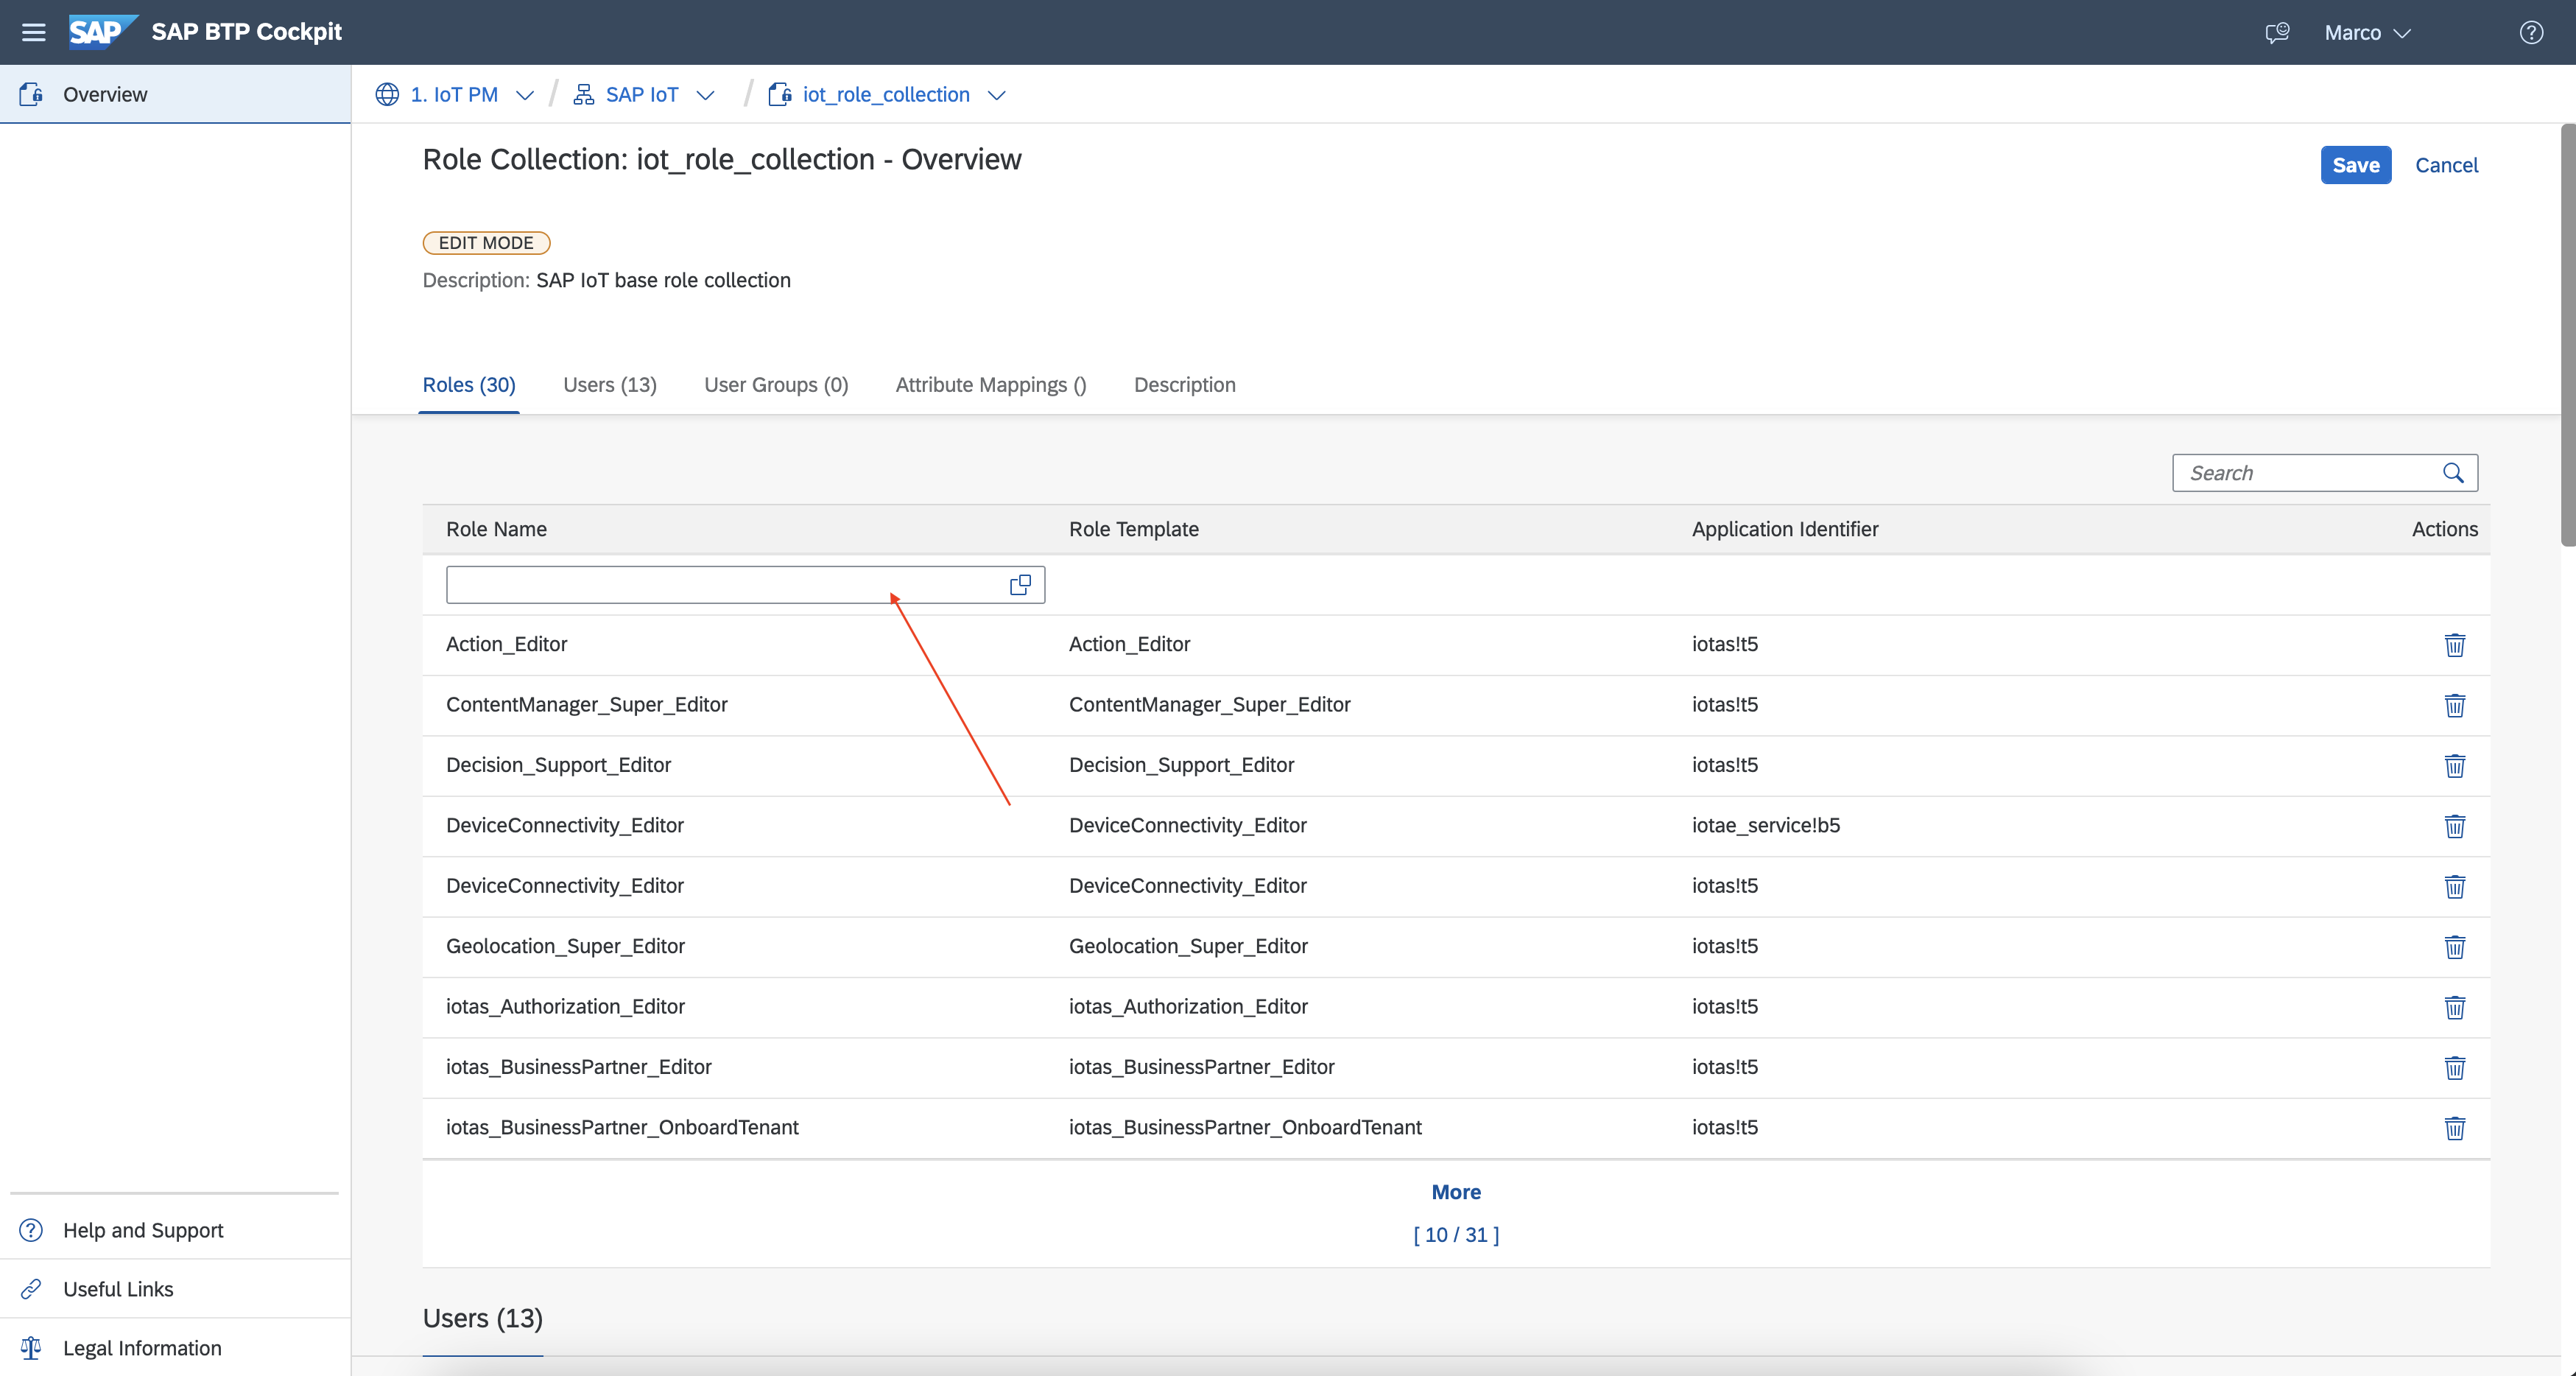 SAP SAP BTP Cockpit Marco
Overview
1. IoT PM / SAP IoT / iot_role_collection
Role Collection: iot_role_collection - Overview
Save Cancel
EDIT MODE
Description: SAP IoT base role collection
Roles (30) Users (13) User Groups (0) Attribute Mappings () Description
Search
Role Name Role Template Application Identifier Actions
Action_Editor Action_Editor iotas!t5
ContentManager_Super_Editor ContentManager_Super_Editor iotas!t5
Decision_Support_Editor Decision_Support_Editor iotas!t5
DeviceConnectivity_Editor DeviceConnectivity_Editor iotae_service!b5
DeviceConnectivity_Editor DeviceConnectivity_Editor iotas!t5
Geolocation_Super_Editor Geolocation_Super_Editor iotas!t5
iotas_Authorization_Editor iotas_Authorization_Editor iotas!t5
iotas_BusinessPartner_Editor iotas_BusinessPartner_Editor iotas!t5
iotas_BusinessPartner_OnboardTenant iotas_BusinessPartner_OnboardTenant iotas!t5
More
[ 10 / 31 ]
Users (13)
Help and Support
Useful Links
Legal Information